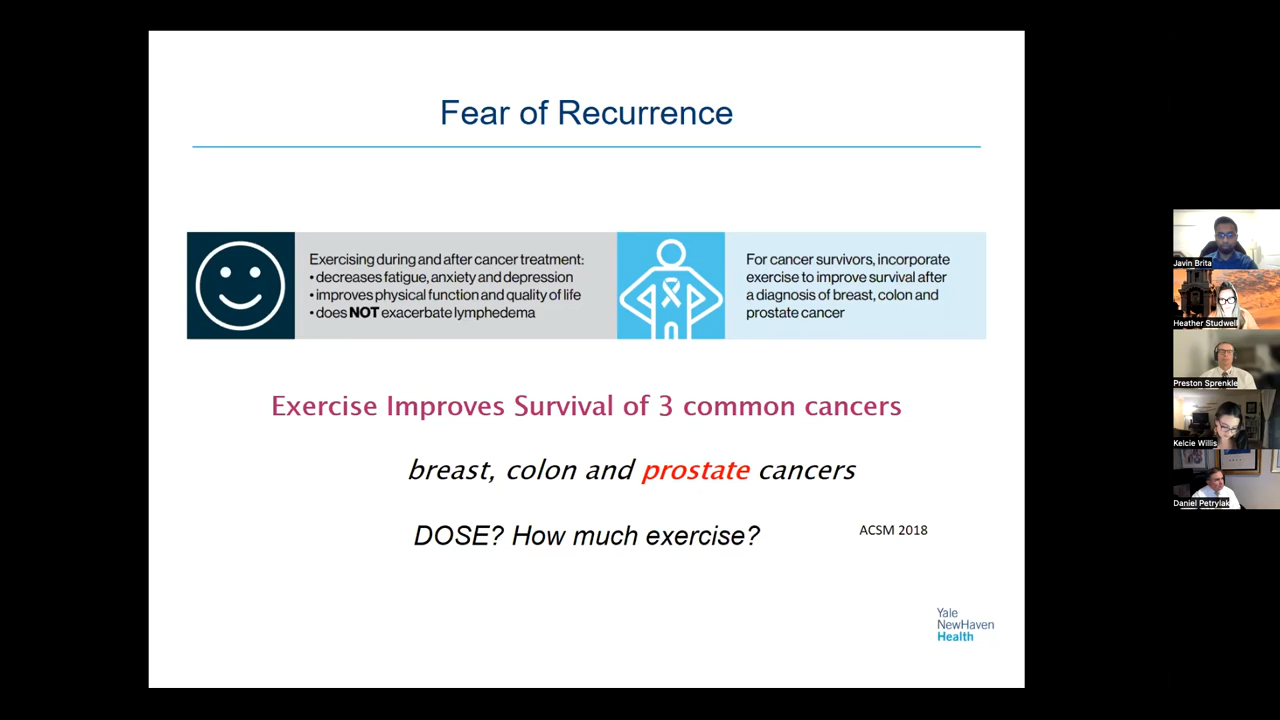 Fear of Recurrence
Exercising during and after cancer treatment:
• decreases fatigue, anxiety and depression
• improves physical function and quality of life
• does NOT exacerbate lymphedema
For cancer survivors, incorporate
exercise to improve survival after
a diagnosis of breast, colon and
prostate cancer
Exercise Improves Survival of 3 common cancers
breast, colon and prostate cancers
DOSE? How much exercise?
ACSM 2018
Yale
NewHaven
Health
Javin Brita
Heather Studwell
Preston Sprenkle
Kelcie Willis
Daniel Petrylak